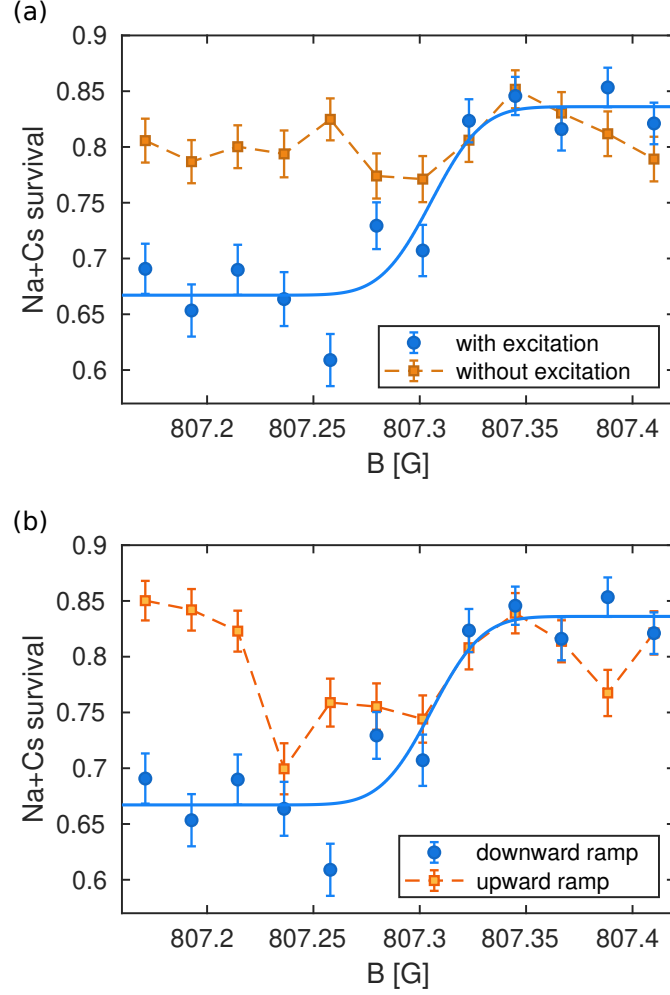 (a)
0.9
0.85
0.8
0.75
0.7
0.65
0.6
Na+Cs survival
with excitation
without excitation
807.2
807.25
807.3
807.35
807.4
B [G]
(b)
0.9
0.85
0.8
0.75
0.7
0.65
0.6
Na+Cs survival
downward ramp
upward ramp
807.2
807.25
807.3
807.35
807.4
B [G]